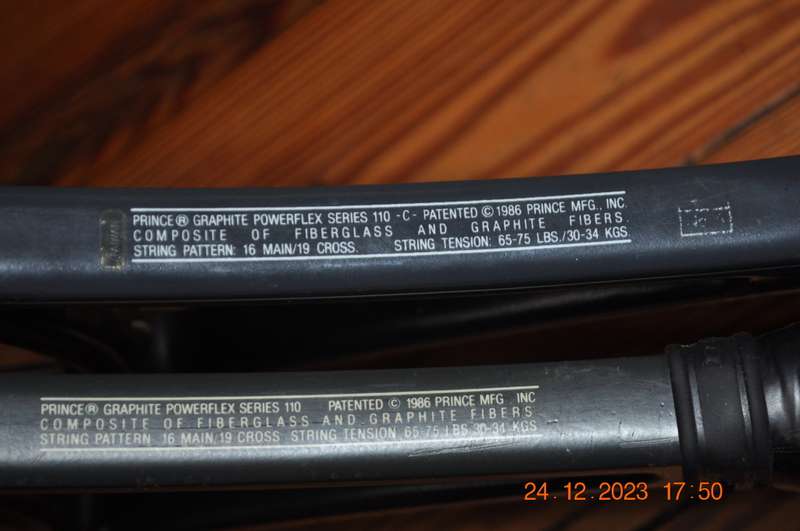 PRINCE® GRAPHITE POWERFLEX SERIES 110 -C- PATENTED © 1986 PRINCE MFG., INC.
COMPOSITE OF FIBERGLASS AND GRAPHITE FIBERS.
STRING PATTERN: 16 MAIN/19 CROSS. STRING TENSION: 65-75 LBS./30-34 KGS
PRINCE® GRAPHITE POWERFLEX SERIES 110 PATENTED © 1986 PRINCE MFG., INC
COMPOSITE OF FIBERGLASS AND GRAPHITE FIBERS
STRING PATTERN 16 MAIN/19 CROSS STRING TENSION 65-75 LBS 30-34 KGS
24.12.2023 17:50